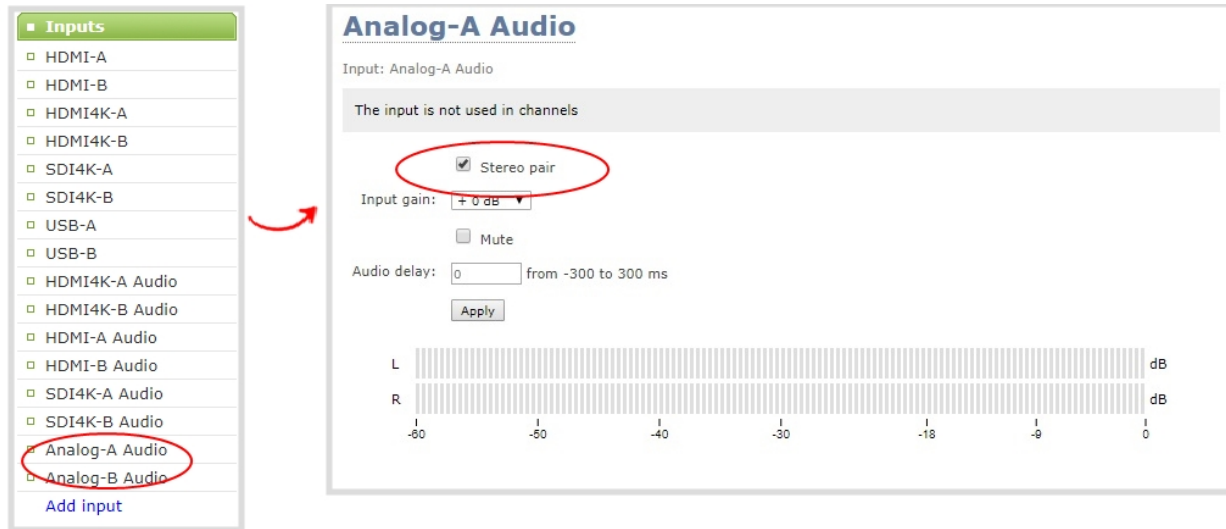 Inputs
HDMI-A
HDMI-B
HDMI4K-A
HDMI4K-B
SDI4K-A
SDI4K-B
USB-A
USB-B
HDMI4K-A Audio
HDMI4K-B Audio
HDMI-A Audio
HDMI-B Audio
SDI4K-A Audio
SDI4K-B Audio
Analog-A Audio
Analog-B Audio
Add input
Analog-A Audio
Input: Analog-A Audio
The input is not used in channels
Stereo pair
Input gain: + 0 dB
Mute
Audio delay: 0 from -300 to 300 ms
Apply
L dB
R dB
-60 -50 -40 -30 -18 -9 0